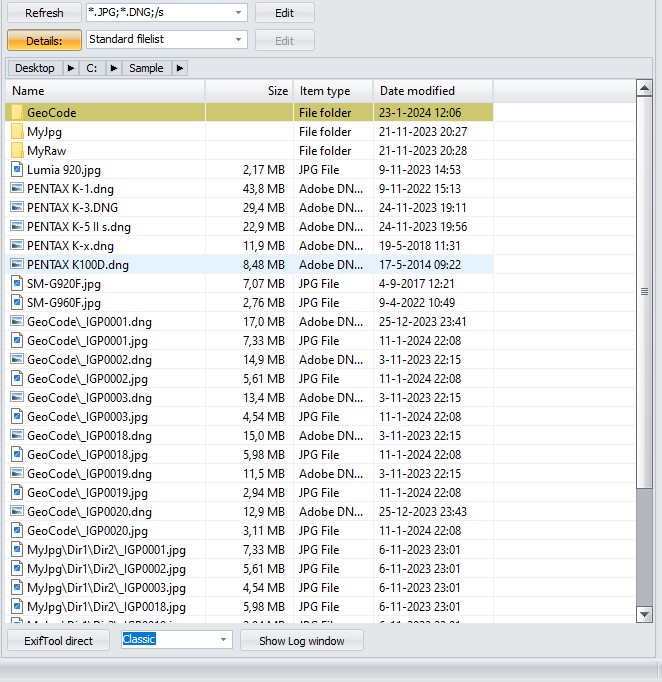 Refresh *.JPG;*.DNG;/s Edit
Details: Standard filelist Edit
Desktop C: Sample
Name Size Item type Date modified
GeoCode File folder 23-1-2024 12:06
MyJpg File folder 21-11-2023 20:27
MyRaw File folder 21-11-2023 20:28
Lumia 920.jpg 2,17 MB JPG File 9-11-2023 14:53
PENTAX K-1.dng 43,8 MB Adobe DN... 9-11-2022 15:13
PENTAX K-3.DNG 29,4 MB Adobe DN... 24-11-2023 19:11
PENTAX K-5 II s.dng 22,9 MB Adobe DN... 24-11-2023 19:56
PENTAX K-x.dng 11,9 MB Adobe DN... 19-5-2018 11:31
PENTAX K100D.dng 8,48 MB Adobe DN... 17-5-2014 09:22
SM-G920F.jpg 7,07 MB JPG File 4-9-2017 12:21
SM-G960F.jpg 2,76 MB JPG File 9-4-2022 10:49
GeoCode\_IGP0001.dng 17,0 MB Adobe DN... 25-12-2023 23:41
GeoCode\_IGP0001.jpg 7,33 MB JPG File 11-1-2024 22:08
GeoCode\_IGP0002.dng 14,9 MB Adobe DN... 3-11-2023 22:15
GeoCode\_IGP0002.jpg 5,61 MB JPG File 11-1-2024 22:08
GeoCode\_IGP0003.dng 13,4 MB Adobe DN... 3-11-2023 22:15
GeoCode\_IGP0003.jpg 4,54 MB JPG File 11-1-2024 22:08
GeoCode\_IGP0018.dng 15,0 MB Adobe DN... 3-11-2023 22:15
GeoCode\_IGP0018.jpg 5,98 MB JPG File 11-1-2024 22:08
GeoCode\_IGP0019.dng 11,5 MB Adobe DN... 3-11-2023 22:15
GeoCode\_IGP0019.jpg 2,94 MB JPG File 11-1-2024 22:08
GeoCode\_IGP0020.dng 12,9 MB Adobe DN... 25-12-2023 23:43
GeoCode\_IGP0020.jpg 3,11 MB JPG File 11-1-2024 22:08
MyJpg\Dir1\Dir2\_IGP0001.jpg 7,33 MB JPG File 6-11-2023 23:01
MyJpg\Dir1\Dir2\_IGP0002.jpg 5,61 MB JPG File 6-11-2023 23:01
MyJpg\Dir1\Dir2\_IGP0003.jpg 4,54 MB JPG File 6-11-2023 23:01
MyJpg\Dir1\Dir2\_IGP0018.jpg 5,98 MB JPG File 6-11-2023 23:01
ExifTool direct Classic Show Log window